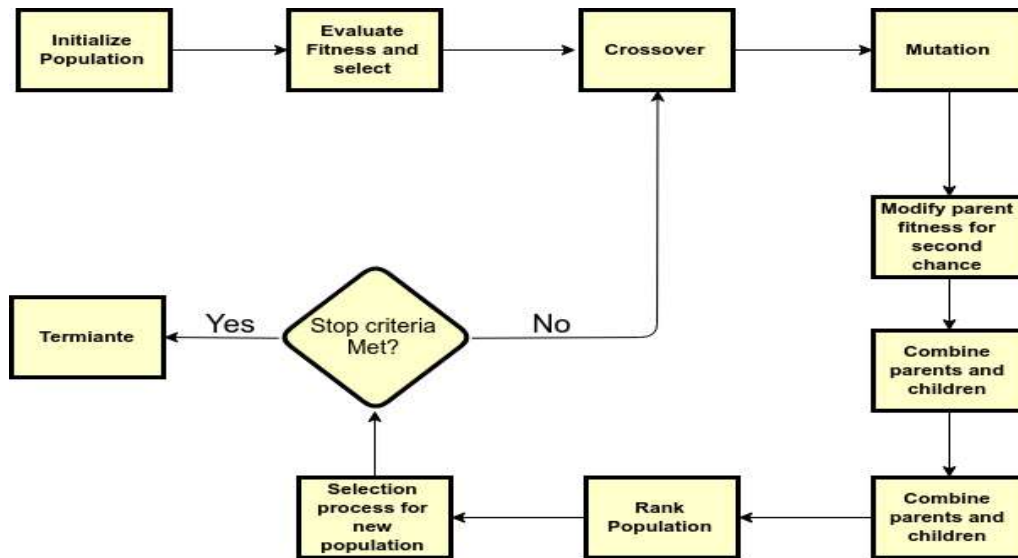 Initialize
Population
Evaluate
Fitness and
select
Crossover
Mutation
Modify parent
fitness for
second
chance
Combine
parents and
children
Combine
parents and
children
Rank
Population
Selection
process for
new
population
Stop criteria
Met?
Yes
No
Termiante